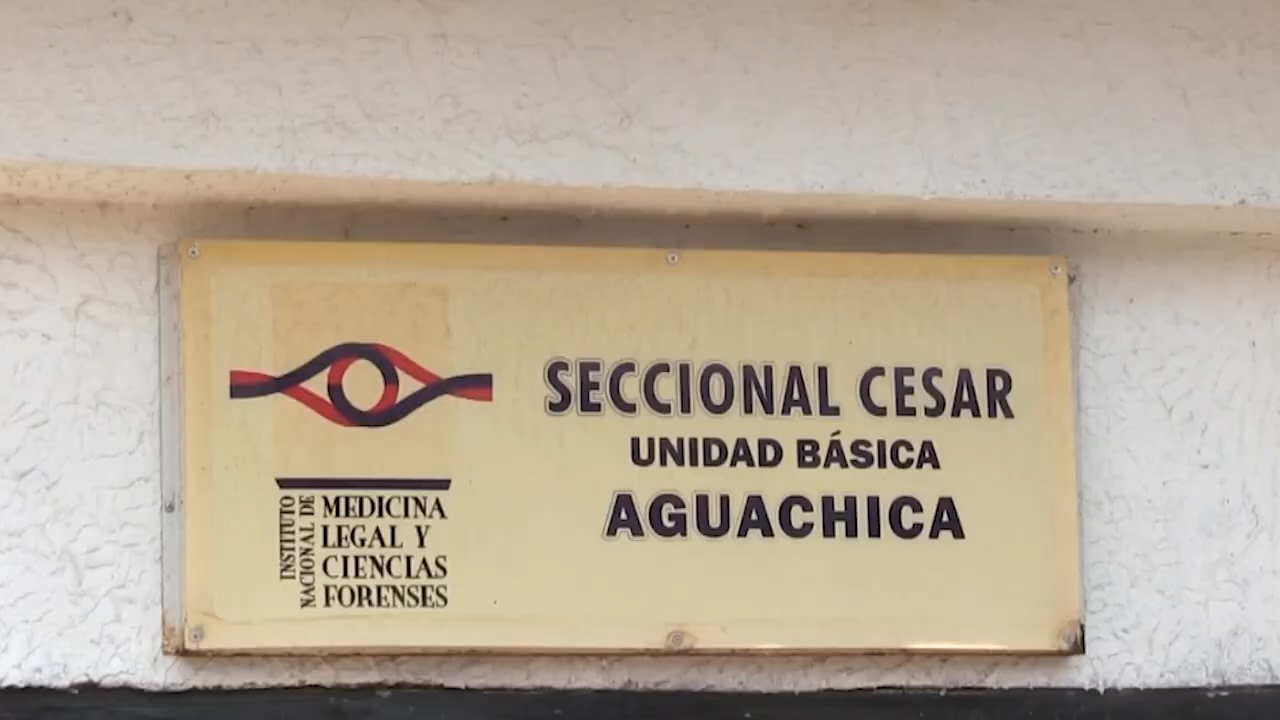 INSTITUTO
NACIONAL DE
MEDICINA
LEGAL Y
CIENCIAS
FORENSES
SECCIONAL CESAR
UNIDAD BÁSICA
AGUACHICA